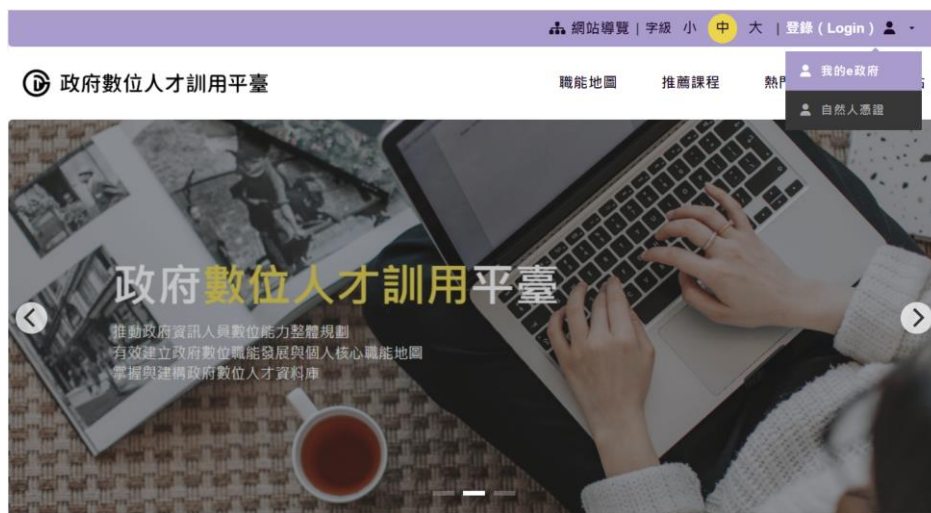 網站導覽 | 字級 小 中 大 | 登錄 ( Login )
我的e政府
自然人憑證
政府數位人才訓用平臺
職能地圖 推薦課程 熱門
政府數位人才訓用平臺
推動政府資訊人員數位能力整體規劃
有效建立政府數位職能發展與個人核心職能地圖
掌握與建構政府數位人才資料庫